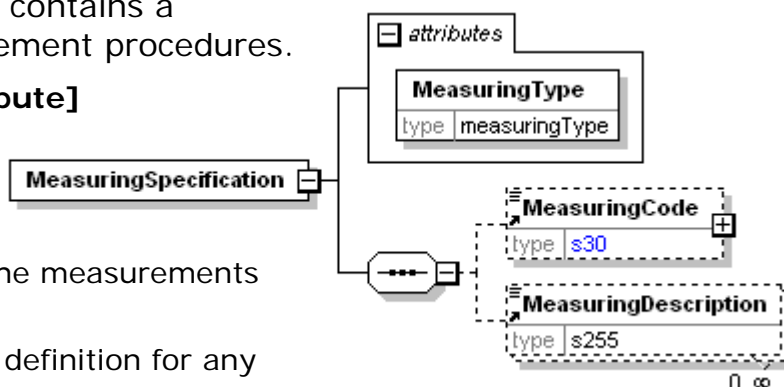 contains a
ement procedures.
bute]
ne measurements
definition for any
attributes
MeasuringType
type measuringType
MeasuringSpecification
MeasuringCode
type s30
MeasuringDescription
type s255
0..∞